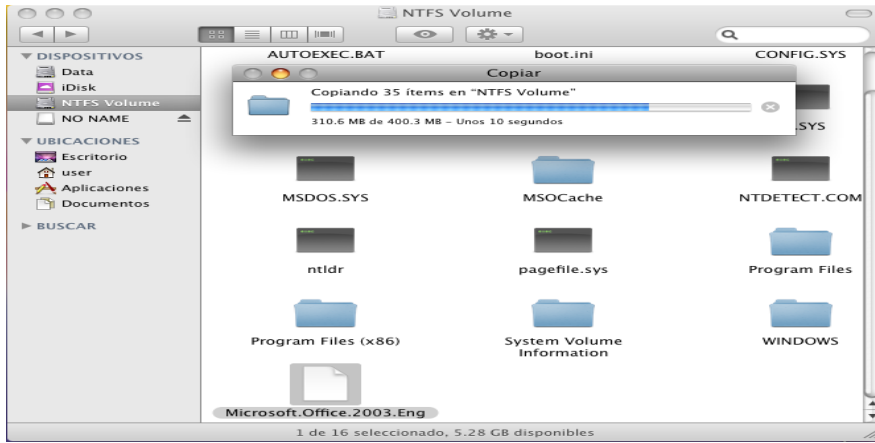 NTFS Volume
DISPOSITIVOS
Data
iDisk
NTFS Volume
NO NAME
UBICACIONES
Escritorio
user
Aplicaciones
Documentos
BUSCAR
AUTOEXEC.BAT boot.ini CONFIG.SYS
Copiar
Copiando 35 ítems en “NTFS Volume”
310.6 MB de 400.3 MB – Unos 10 segundos
.SYS
MSDOS.SYS MSOCache NTDETECT.COM
ntldr pagefile.sys Program Files
Program Files (x86) System Volume WINDOWS
Information
Microsoft.Office.2003.Eng
1 de 16 seleccionado, 5.28 GB disponibles